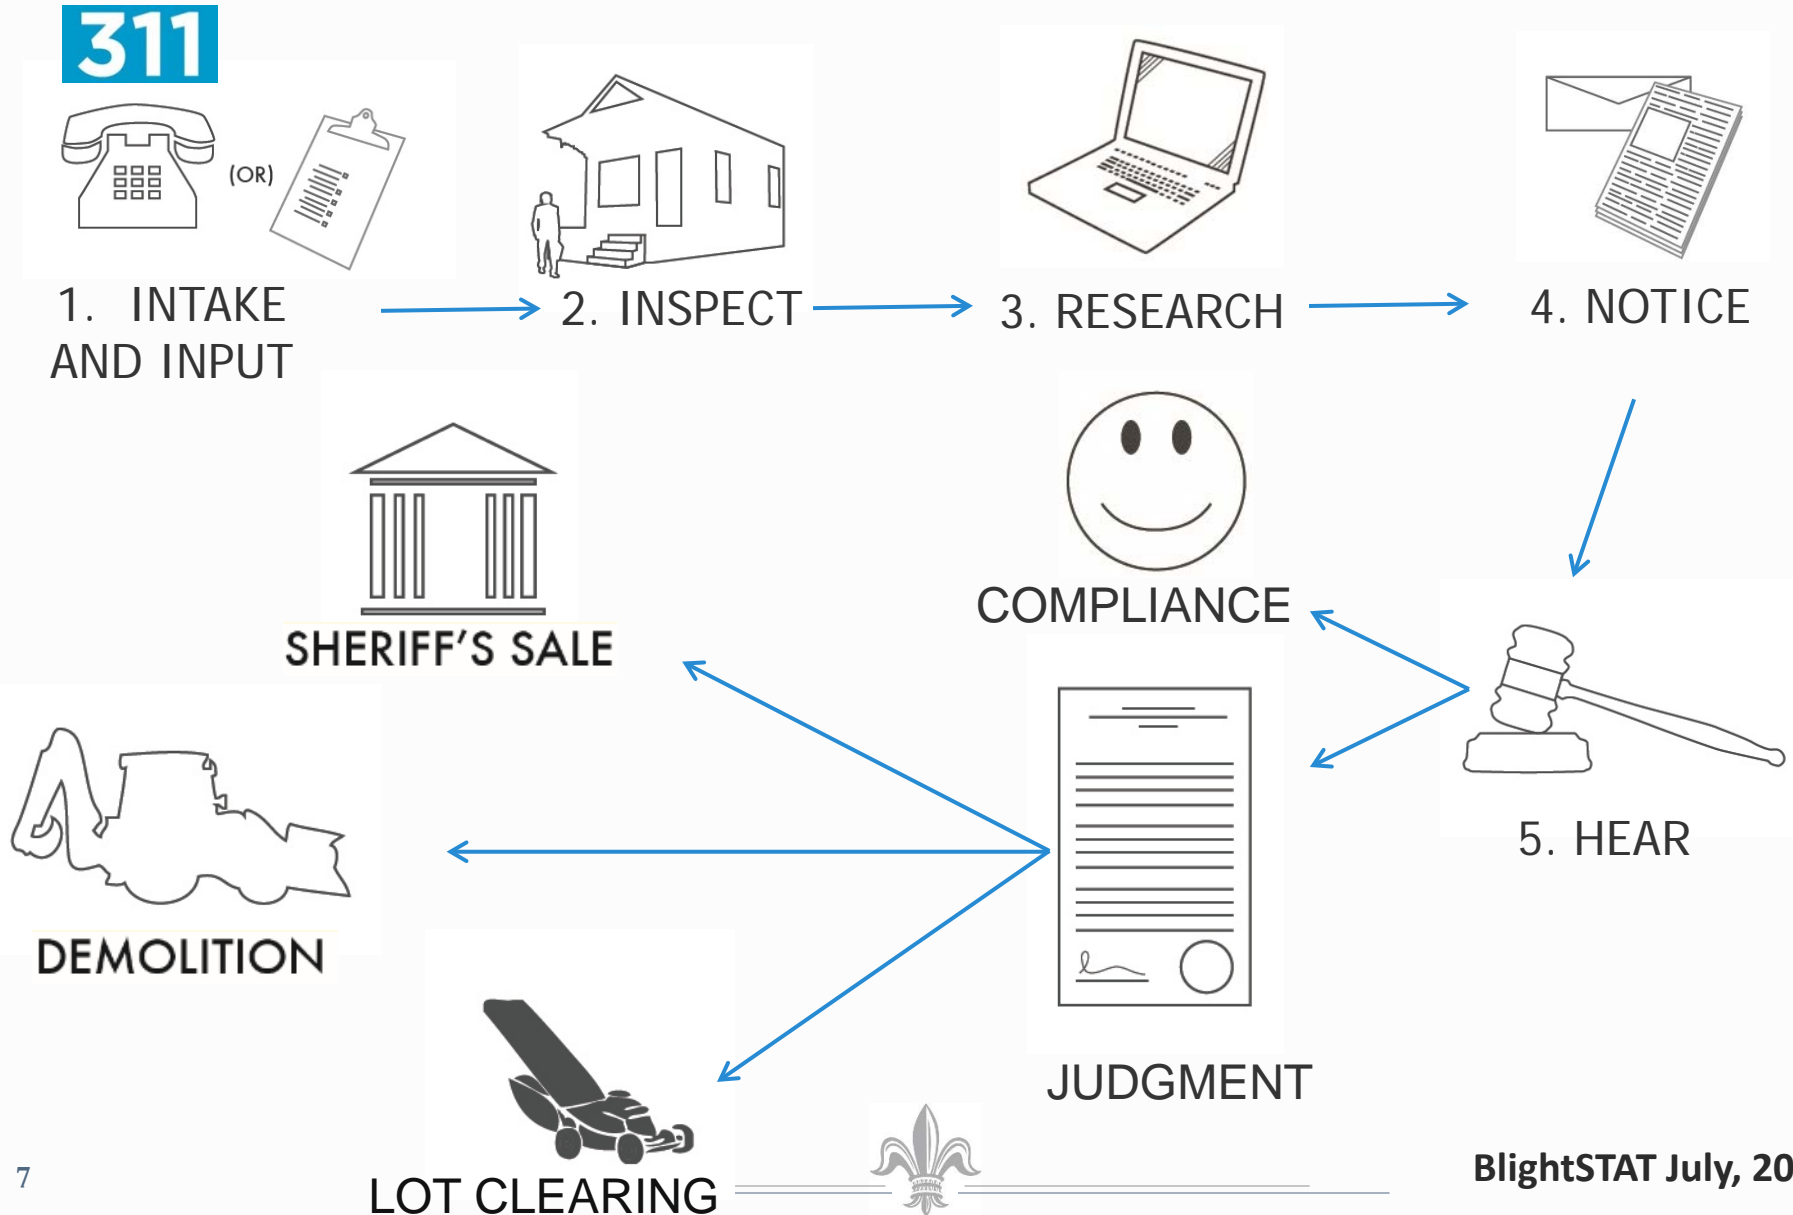 311
(OR)
1. INTAKE
AND INPUT
2. INSPECT
3. RESEARCH
4. NOTICE
COMPLIANCE
SHERIFF'S SALE
5. HEAR
DEMOLITION
JUDGMENT
LOT CLEARING
7
BlightSTAT July, 20